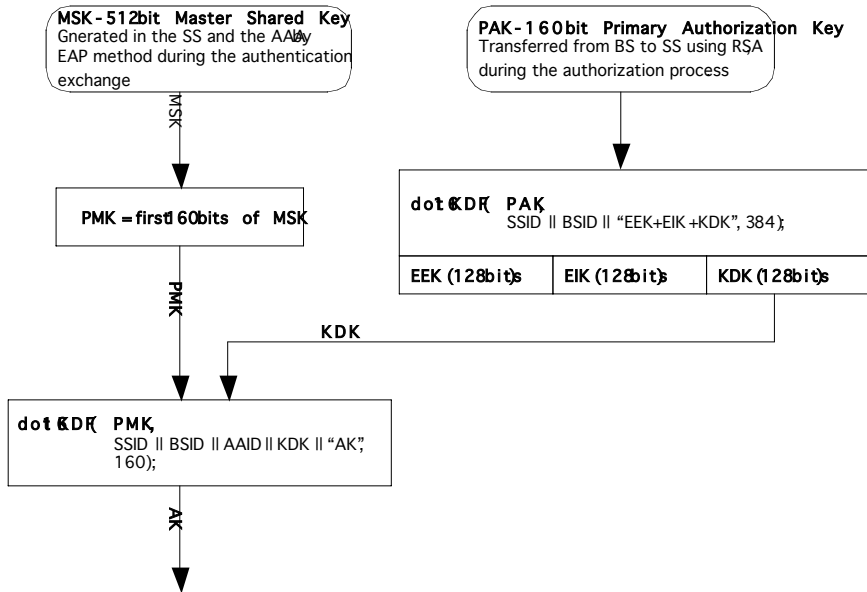 MSK-512bit Master Shared Key
Gnerated in the SS and the AAA by
EAP method during the authentication
exchange
PAK-160bit Primary Authorization Key
Transferred from BS to SS using RSA,
during the authorization process
MSK
PMK = first 160bits of MSK
dot16KDF( PAK,
SSID || BSID || “EEK+EIK+KDK”, 384);
EEK (128bits)
EIK (128bits)
KDK (128bits)
PMK
KDK
dot16KDF( PMK,
SSID || BSID || AAID || KDK || “AK”,
160);
AK